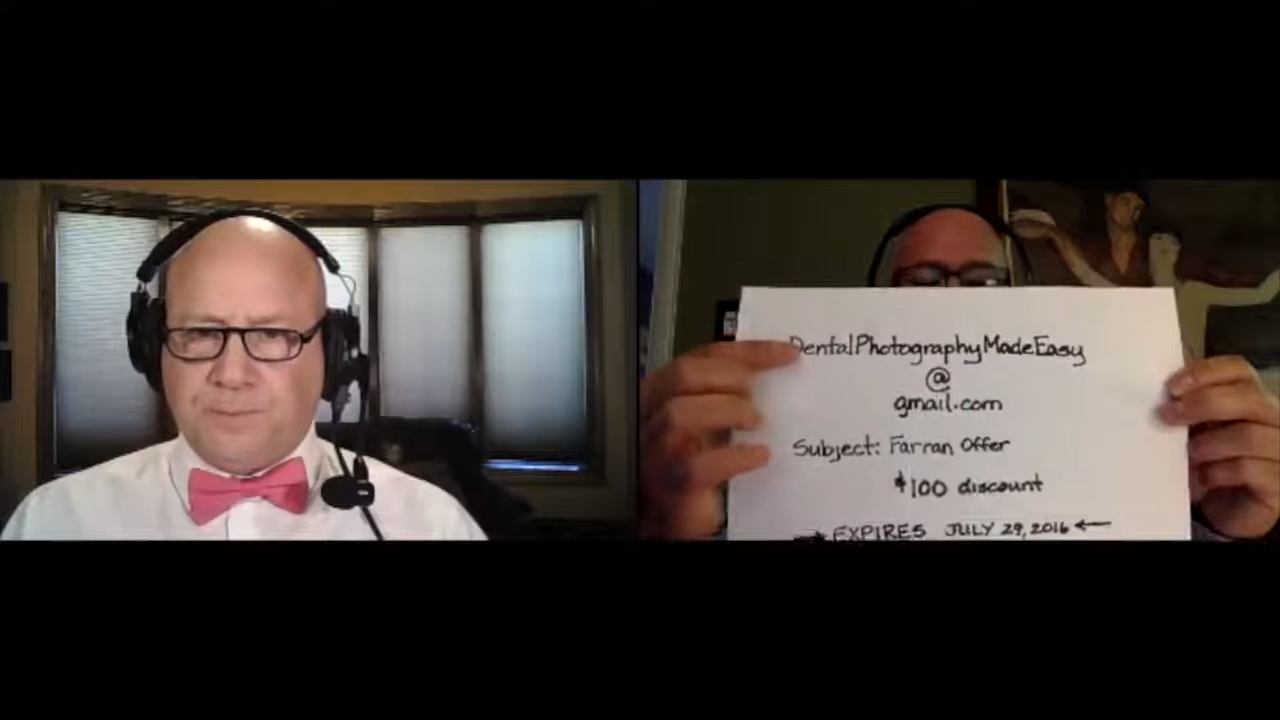 DentalPhotographyMadeEasy
@
gmail.com
Subject: Farran Offer
$100 discount
→ EXPIRES JULY 29, 2016 ←